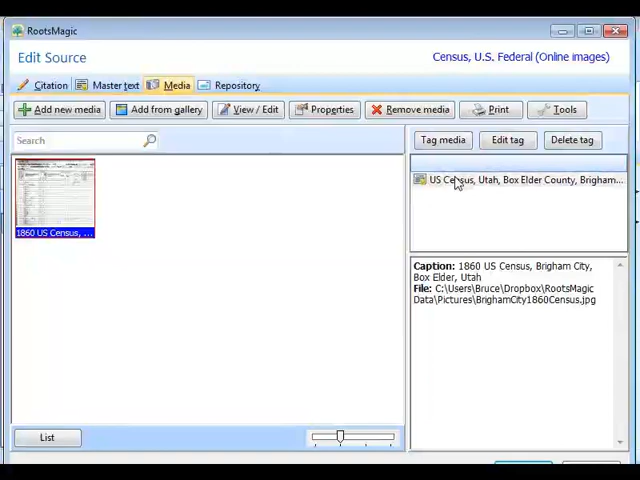 RootsMagic
Edit Source
Census, U.S. Federal (Online images)
Citation
Master text
Media
Repository
Add new media
Add from gallery
View / Edit
Properties
Remove media
Print
Tools
Search
Tag media
Edit tag
Delete tag
US Census, Utah, Box Elder County, Brigham...
1860 US Census, ...
Caption: 1860 US Census, Brigham City,
Box Elder, Utah
File: C:\Users\Bruce\Dropbox\RootsMagic
Data\Pictures\BrighamCity1860Census.jpg
List